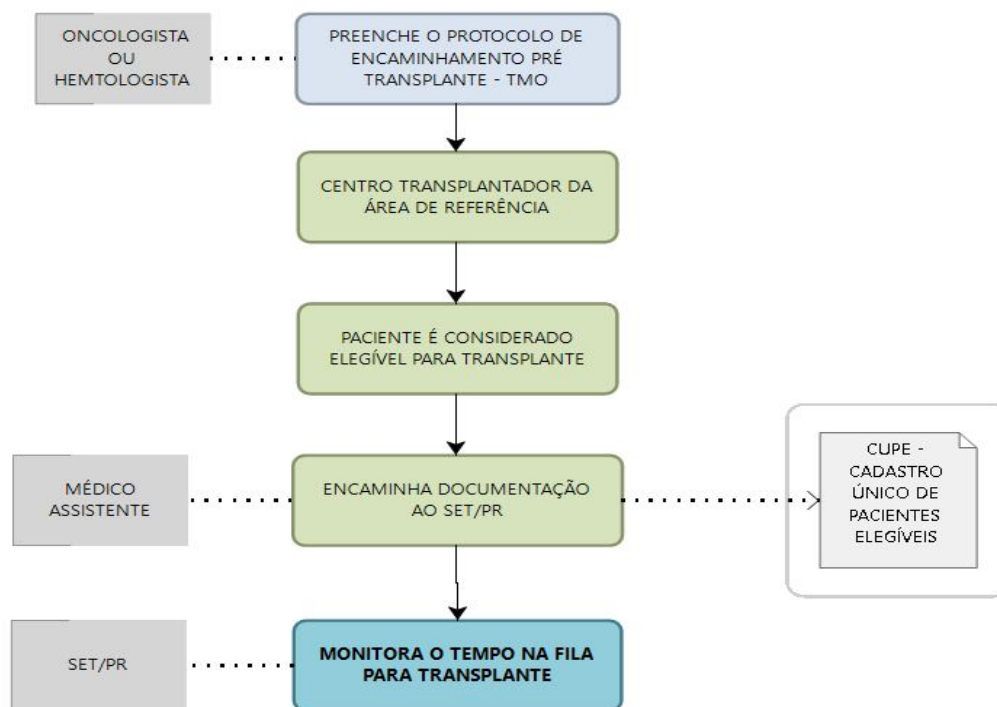 ONCOLOGISTA
OU
HEMTOLOGISTA
PREENCHE O PROTOCOLO DE
ENCAMINHAMENTO PRÉ
TRANSPLANTE - TMO
CENTRO TRANSPLANTADOR DA
ÁREA DE REFERÊNCIA
PACIENTE É CONSIDERADO
ELEGÍVEL PARA TRANSPLANTE
MÉDICO
ASSISTENTE
ENCAMINHA DOCUMENTAÇÃO
AO SET/PR
CUPE -
CADASTRO
ÚNICO DE
PACIENTES
ELEGÍVEIS
SET/PR
MONITORA O TEMPO NA FILA
PARA TRANSPLANTE